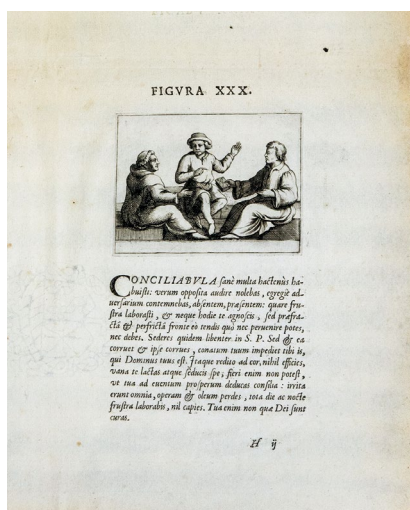 FIGVRA XXX.
CONCILIABVLA sanè multa hactenùs ha-
buisti: verum opposita audire nolebas, egregiè ad-
uersarium contemnebas, absentem, præsentem: quare fru-
stra laborasti, & neque hodie te agnoscis, sed præfra-
ctâ & perfrictâ fronte eò tendis quò nec peruenire potes,
nec debes. Sederes quidem libenter in S. P. Sed & ea
corruet & ipse corrues, conatum tuum impediet tibi is,
qui Dominus tuus est. Itaque redito ad cor, nihil efficies,
vana te lactas atque seducis spe, fieri enim non potest,
vt tua ad euentum prosperum deducas consilia: irrita
erunt omnia, operam & oleum perdes, tota die ac nocte
frustra laborabis, nil capies. Tua enim non quæ Dei sunt
curas.
H ij